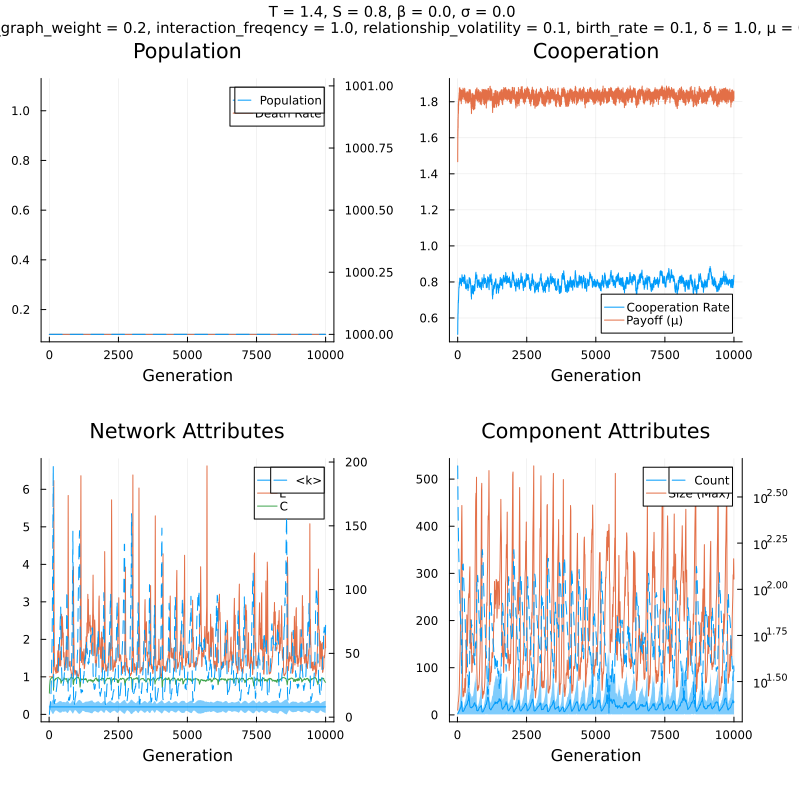 T = 1.4, S = 0.8, β = 0.0, σ = 0.0
_graph_weight = 0.2, interaction_freqency = 1.0, relationship_volatility = 0.1, birth_rate = 0.1, δ = 1.0, μ =
Population
Cooperation
1.0
0.8
0.6
0.4
0.2
1001.00
1000.75
1000.50
1000.25
1000.00
Population
Death Rate
0 2500 5000 7500 10000
Generation
1.8
1.6
1.4
1.2
1.0
0.8
0.6
Cooperation Rate
Payoff (μ)
0 2500 5000 7500 10000
Generation
Network Attributes
Component Attributes
6
5
4
3
2
1
0
200
150
100
50
0
<k>
L
C
0 2500 5000 7500 10000
Generation
500
400
300
200
100
0
10^2.50
10^2.25
10^2.00
10^1.75
10^1.50
Count
Size (Max)
0 2500 5000 7500 10000
Generation